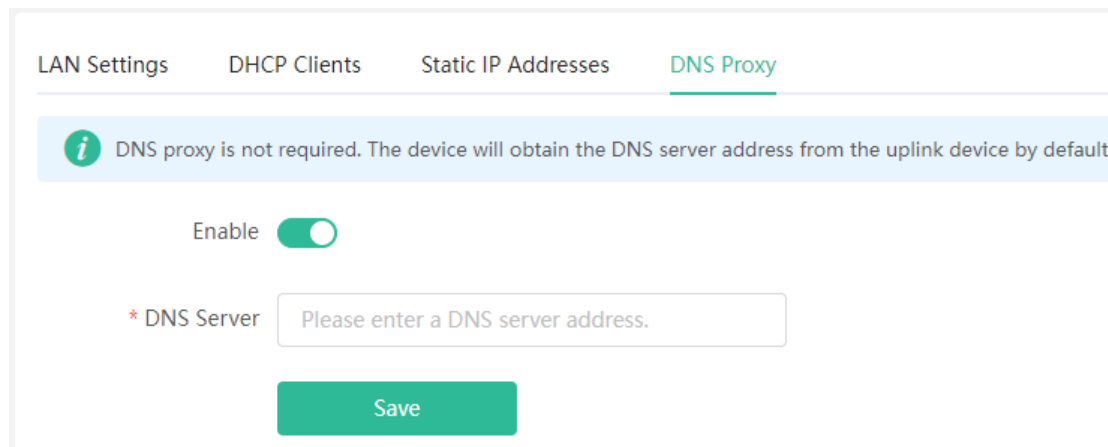 LAN Settings DHCP Clients Static IP Addresses DNS Proxy
i DNS proxy is not required. The device will obtain the DNS server address from the uplink device by default
Enable
* DNS Server Please enter a DNS server address.
Save